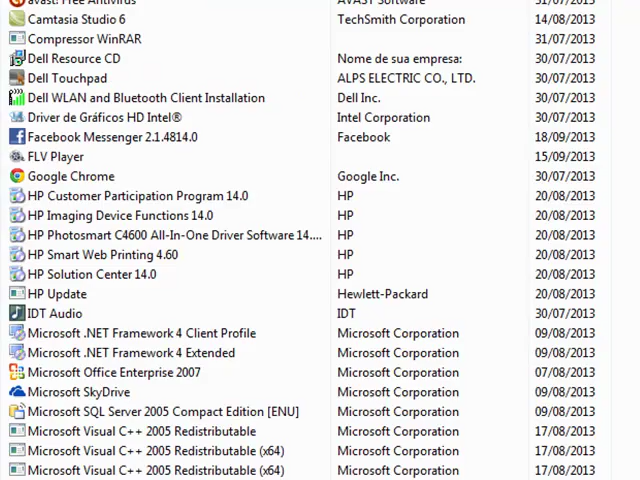 avast! Free Antivirus AVAST Software 31/07/2013
Camtasia Studio 6 TechSmith Corporation 14/08/2013
Compressor WinRAR 31/07/2013
Dell Resource CD Nome de sua empresa: 30/07/2013
Dell Touchpad ALPS ELECTRIC CO., LTD. 30/07/2013
Dell WLAN and Bluetooth Client Installation Dell Inc. 30/07/2013
Driver de Gráficos HD Intel® Intel Corporation 30/07/2013
Facebook Messenger 2.1.4814.0 Facebook 18/09/2013
FLV Player 15/09/2013
Google Chrome Google Inc. 30/07/2013
HP Customer Participation Program 14.0 HP 20/08/2013
HP Imaging Device Functions 14.0 HP 20/08/2013
HP Photosmart C4600 All-In-One Driver Software 14.... HP 20/08/2013
HP Smart Web Printing 4.60 HP 20/08/2013
HP Solution Center 14.0 HP 20/08/2013
HP Update Hewlett-Packard 20/08/2013
IDT Audio IDT 30/07/2013
Microsoft .NET Framework 4 Client Profile Microsoft Corporation 09/08/2013
Microsoft .NET Framework 4 Extended Microsoft Corporation 09/08/2013
Microsoft Office Enterprise 2007 Microsoft Corporation 07/08/2013
Microsoft SkyDrive Microsoft Corporation 09/08/2013
Microsoft SQL Server 2005 Compact Edition [ENU] Microsoft Corporation 09/08/2013
Microsoft Visual C++ 2005 Redistributable Microsoft Corporation 17/08/2013
Microsoft Visual C++ 2005 Redistributable (x64) Microsoft Corporation 17/08/2013
Microsoft Visual C++ 2005 Redistributable (x64) Microsoft Corporation 17/08/2013